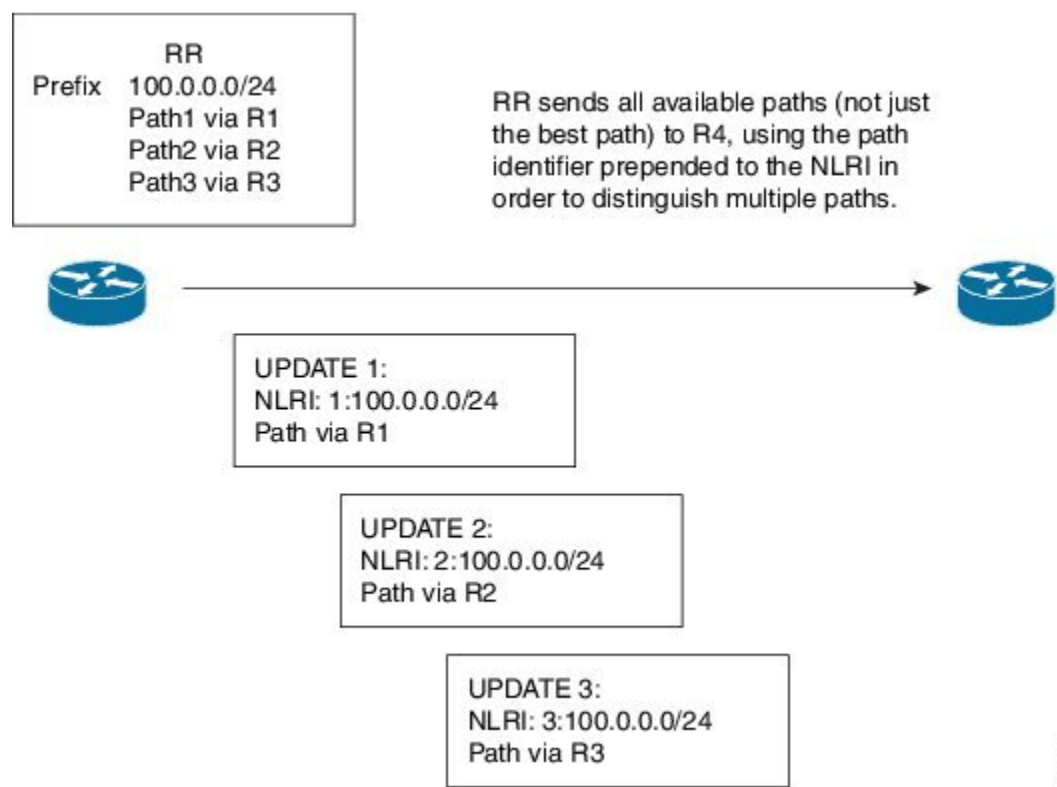 RR
Prefix 100.0.0.0/24
Path1 via R1
Path2 via R2
Path3 via R3
RR sends all available paths (not just
the best path) to R4, using the path
identifier prepended to the NLRI in
order to distinguish multiple paths.
UPDATE 1:
NLRI: 1:100.0.0.0/24
Path via R1
UPDATE 2:
NLRI: 2:100.0.0.0/24
Path via R2
UPDATE 3:
NLRI: 3:100.0.0.0/24
Path via R3